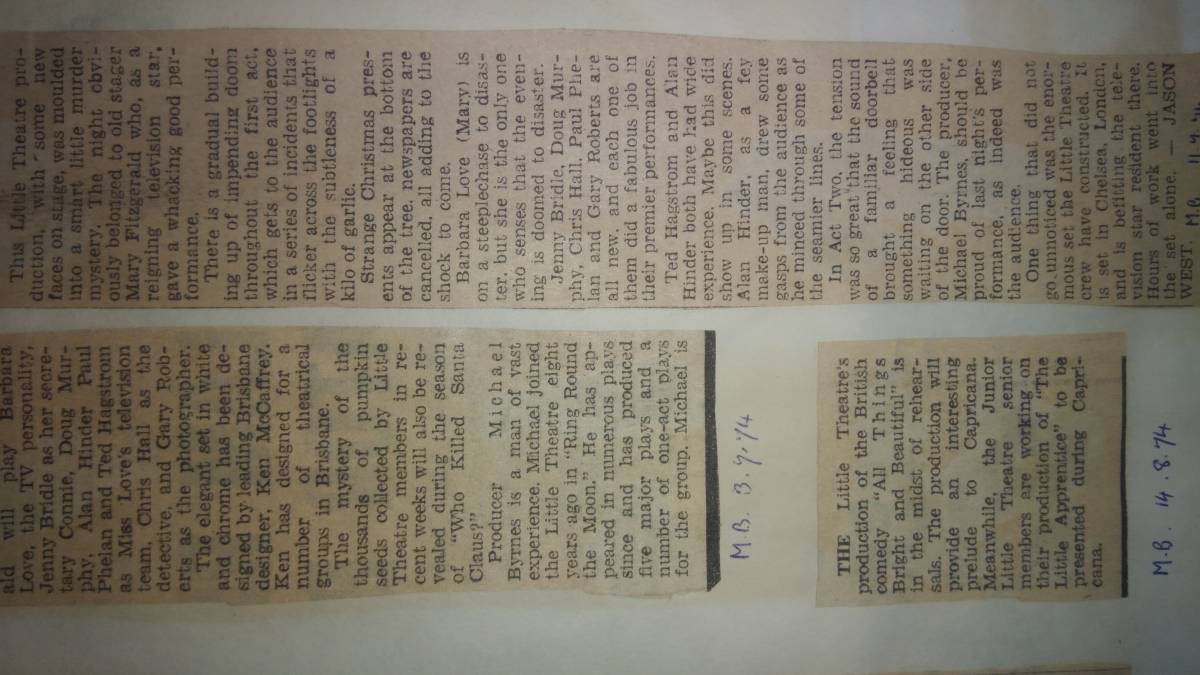 ald will play Barbara
Love, the TV personality,
Jenny Bridle as her secre-
tary Connie, Doug Mur-
phy, Alan Hinder Paul
Phelan and Ted Hagstrom
as Miss Love's television
team, Chris Hall as the
detective, and Gary Rob-
erts as the photographer.
The elegant set in white
and chrome has been de-
signed by leading Brisbane
designer, Ken McCaffrey.
Ken has designed for a
number of theatrical
groups in Brisbane.
The mystery of the
thousands of pumpkin
seeds collected by Little
Theatre members in re-
cent weeks will also be re-
vealed during the season
of "Who Killed Santa
Claus?"
Producer Michael
Byrnes is a man of vast
experience. Michael joined
the Little Theatre eight
years ago in "Ring Round
the Moon." He has ap-
peared in numerous plays
since and has produced
five major plays and a
number of one-act plays
for the group. Michael is
M.B. 3.7.74
THE Little Theatre's
production of the British
comedy "All Things
Bright and Beautiful" is
in the midst of rehear-
sals. The production will
provide an interesting
prelude to Capricana.
Meanwhile, the Junior
Little Theatre senior
members are working on
their production of "The
Little Apprentice" to be
preesented during Capri-
cana.
M.B. 14.8.74
This Little Theatre pro-
duction, with some new
faces on stage, was moulded
into a smart little murder
mystery. The night obvi-
ously belonged to old stager
Mary Fitzgerald who, as a
reigning television star,
gave a whacking good per-
formance.
There is a gradual build-
ing up of impending doom
throughout the first act,
which gets to the audience
in a series of incidents that
flicker across the footlights
with the subtleness of a
kilo of garlic.
Strange Christmas pres-
ents appear at the bottom
of the tree, newspapers are
cancelled, all adding to the
shock to come.
Barbara Love (Mary) is
on a steeplechase to disas-
ter, but she is the only one
who senses that the even-
ing is doomed to disaster.
Jenny Bridle, Doug Mur-
phy, Chris Hall, Paul Phe-
lan and Gary Roberts are
all new, and each one of
them did a fabulous job in
their premier performances.
Ted Hagstrom and Alan
Hinder both have had wide
experience. Maybe this did
show up in some scenes.
Alan Hinder, as a fey
make-up man, drew some
gasps from the audience as
he minced through some of
the seamier lines.
In Act Two, the tension
was so great that the sound
of a familiar doorbell
brought a feeling that
something hideous was
waiting on the other side
of the door. The producer,
Michael Byrnes, should be
proud of last night's per-
formance, as indeed was
the audience.
One thing that did not
go unnoticed was the enor-
mous set the Little Theatre
crew have constructed. It
is set in Chelsea, London,
and is befitting the tele-
vision star resident there.
Hours of work went into
the set alone. — JASON
WEST.
M.B.